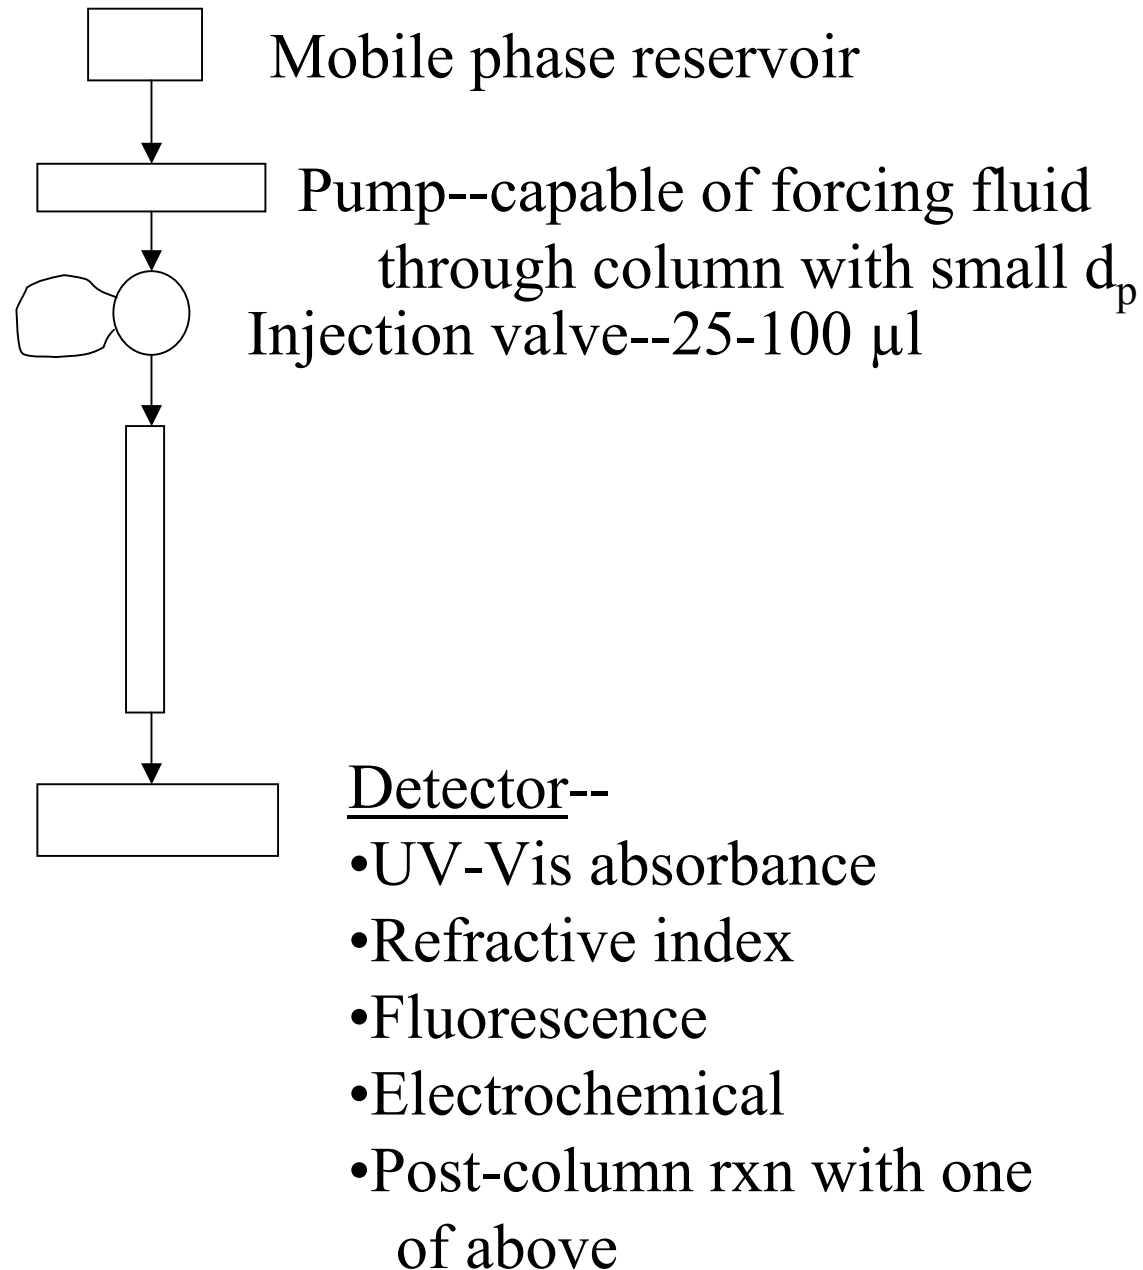 Mobile phase reservoir
Pump--capable of forcing fluid
through column with small dp
Injection valve--25-100 µl
Detector--
•UV-Vis absorbance
•Refractive index
•Fluorescence
•Electrochemical
•Post-column rxn with one
of above